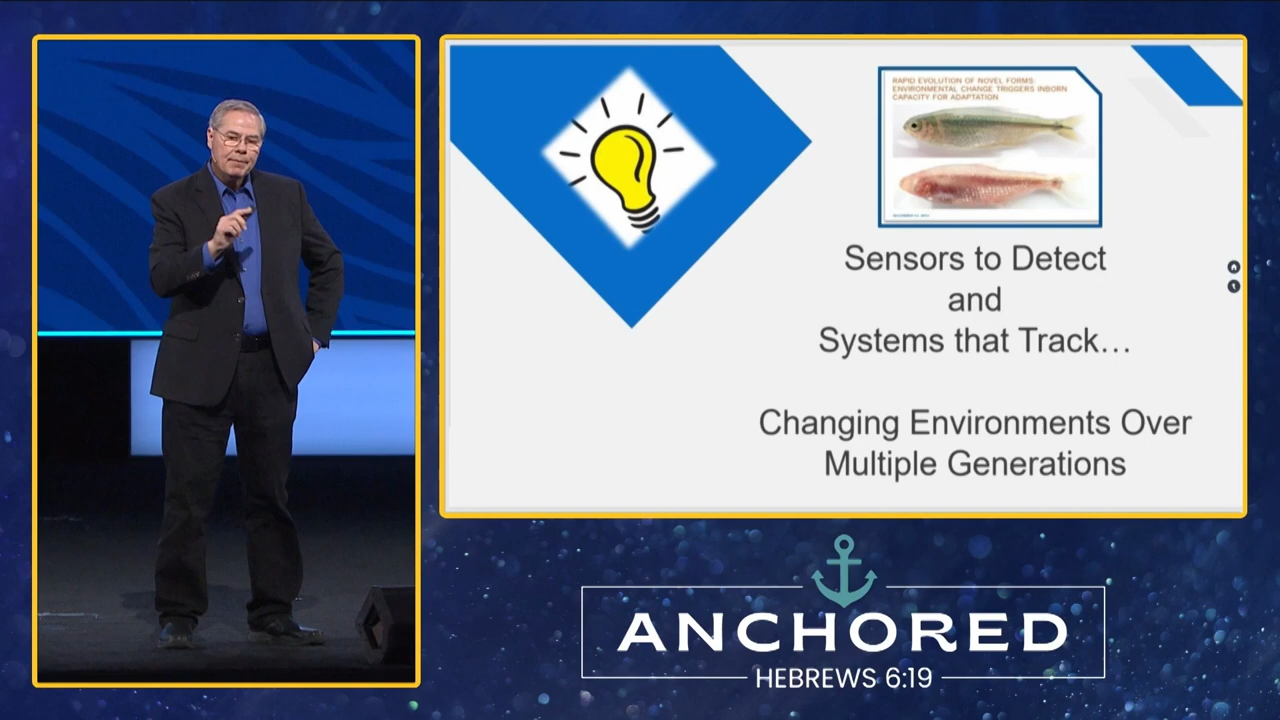 RAPID EVOLUTION OF NOVEL FORMS:
ENVIRONMENTAL CHANGE TRIGGERS INBORN
CAPACITY FOR ADAPTATION
Sensors to Detect
and
Systems that Track…
Changing Environments Over
Multiple Generations
ANCHORED
HEBREWS 6:19